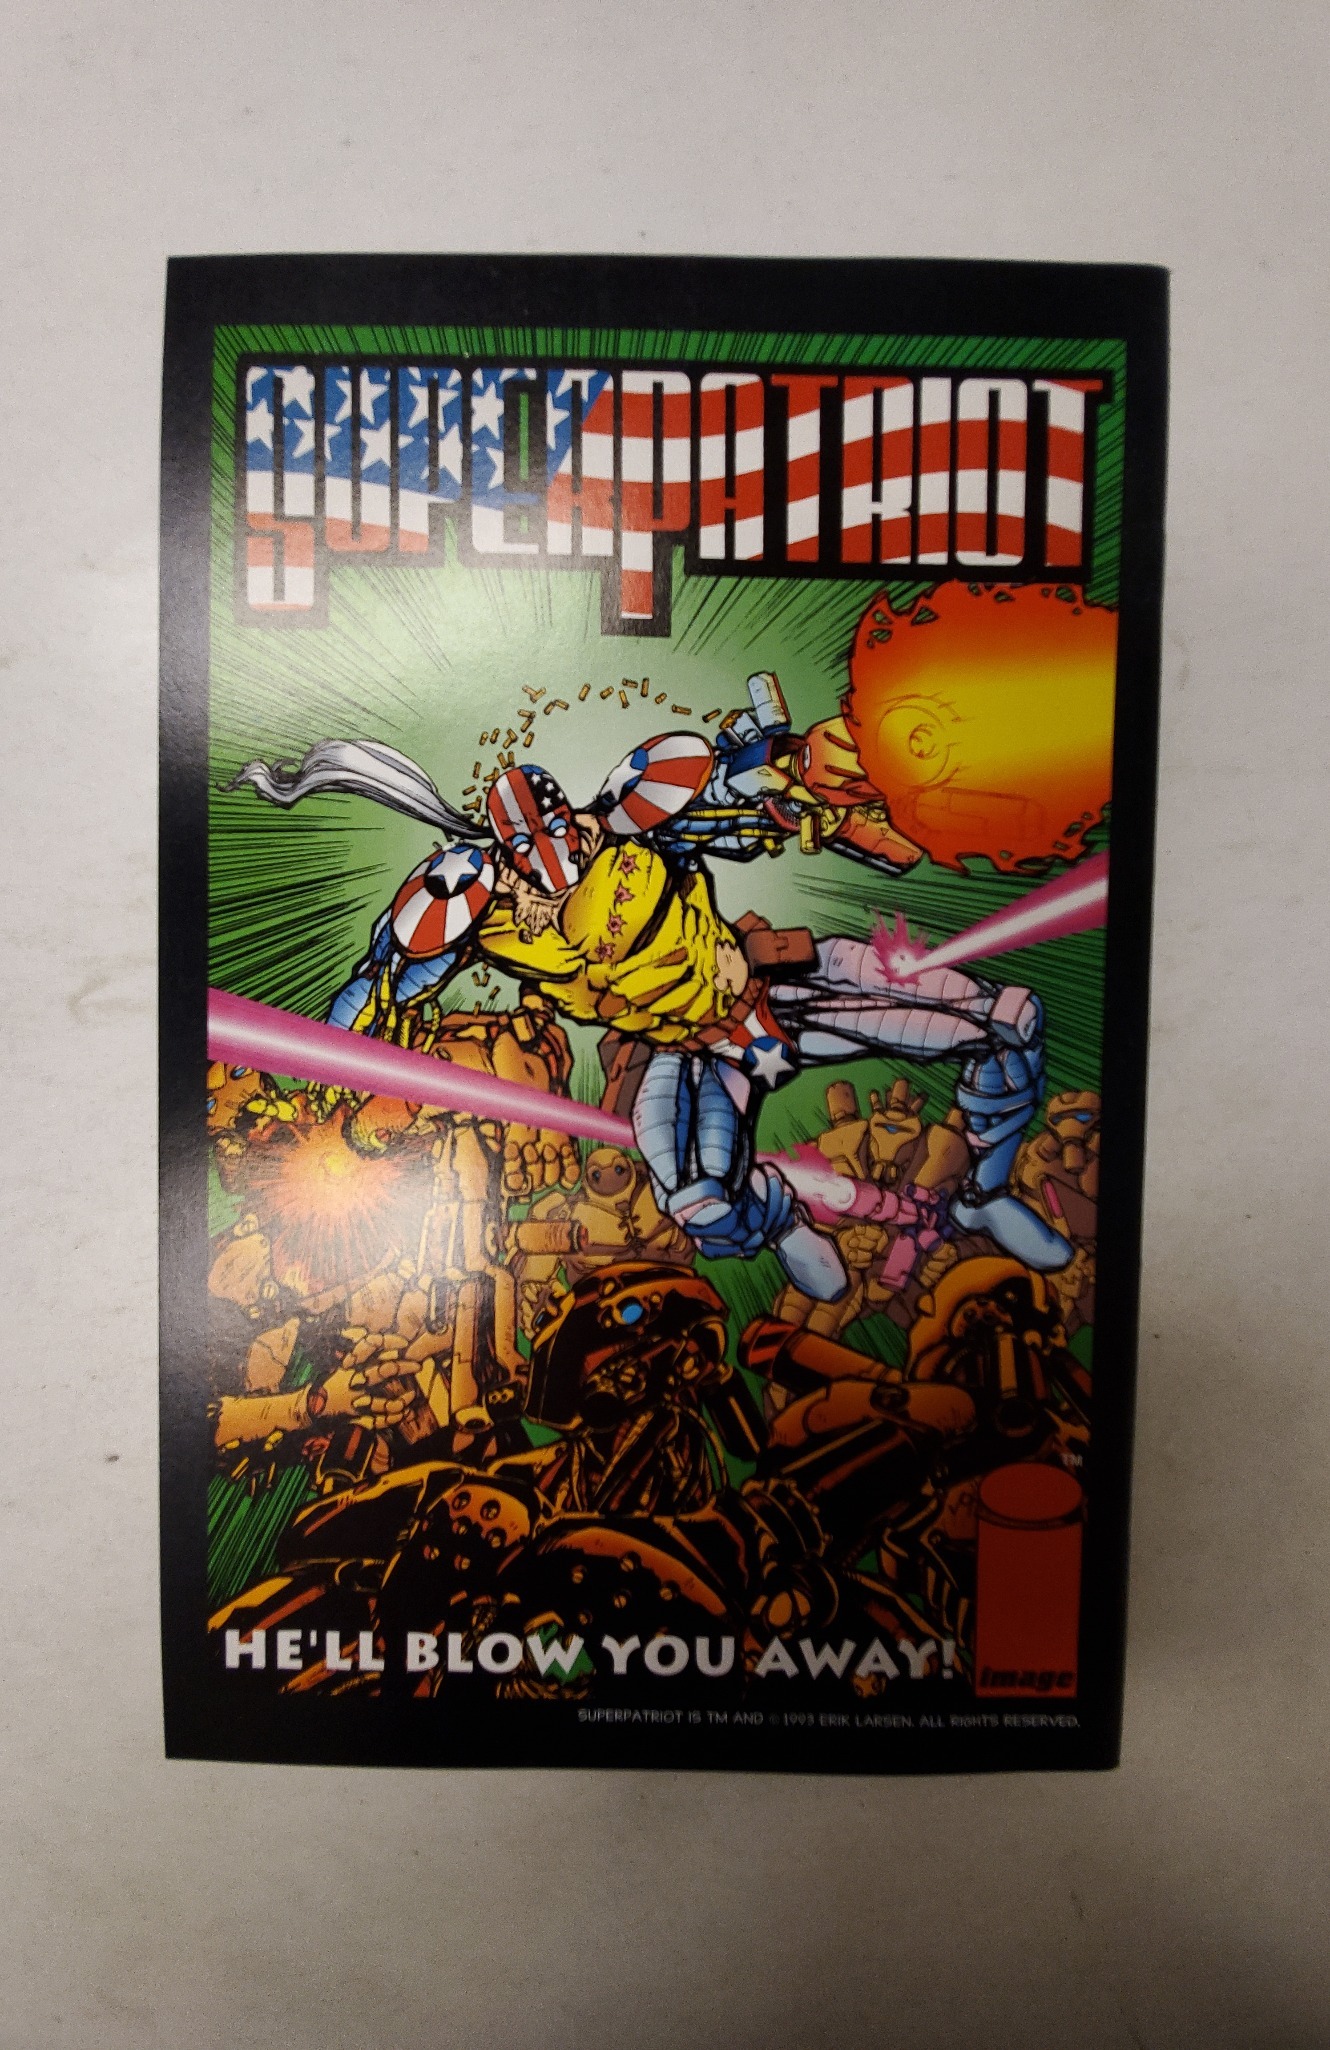 SUPERPATRIOT
TM
HE'LL BLOW YOU AWAY!
image
SUPERPATRIOT IS TM AND © 1993 ERIK LARSEN. ALL RIGHTS RESERVED.